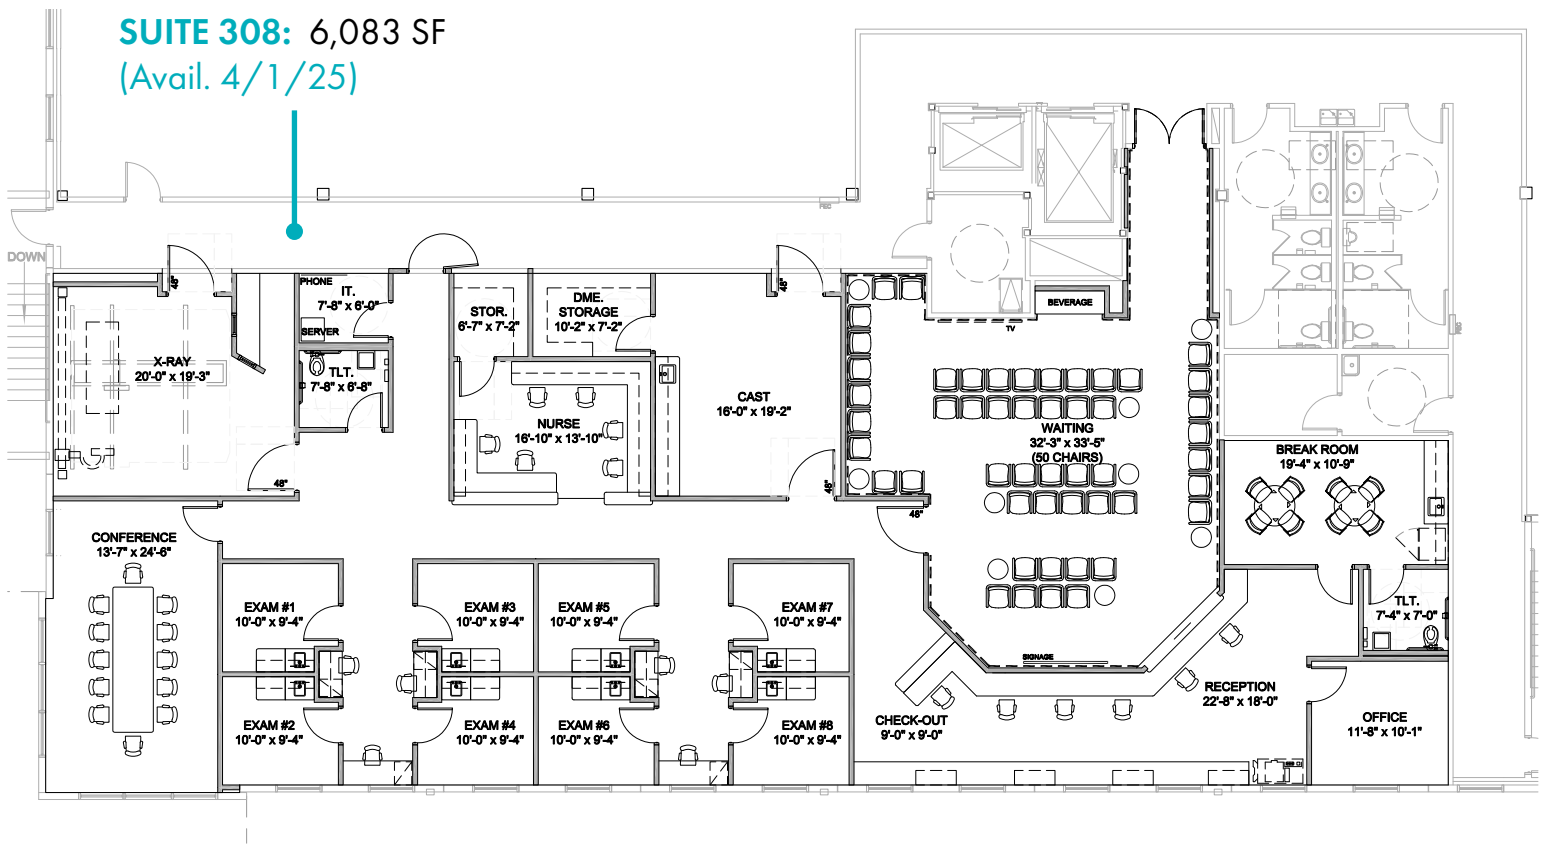 SUITE 308: 6,083 SF
(Avail. 4/1/25)
DOWN
FEC
48"
PHONE
IT.
7'-8" x 6'-0"
SERVER
TLT.
7'-8" x 6'-8"
X-RAY
20'-0" x 19'-3"
48"
STOR.
6'-7" x 7'-2"
DME.
STORAGE
10'-2" x 7'-2"
NURSE
16'-10" x 13'-10"
48"
CAST
16'-0" x 19'-2"
48"
BEVERAGE
TV
FEC
WAITING
32'-3" x 33'-5"
(50 CHAIRS)
48"
BREAK ROOM
19'-4" x 10'-9"
CONFERENCE
13'-7" x 24'-6"
EXAM #1
10'-0" x 9'-4"
EXAM #3
10'-0" x 9'-4"
EXAM #5
10'-0" x 9'-4"
EXAM #7
10'-0" x 9'-4"
TLT.
7'-4" x 7'-0"
SIGNAGE
RECEPTION
22'-8" x 18'-0"
EXAM #2
10'-0" x 9'-4"
EXAM #4
10'-0" x 9'-4"
EXAM #6
10'-0" x 9'-4"
EXAM #8
10'-0" x 9'-4"
CHECK-OUT
9'-0" x 9'-0"
OFFICE
11'-8" x 10'-1"